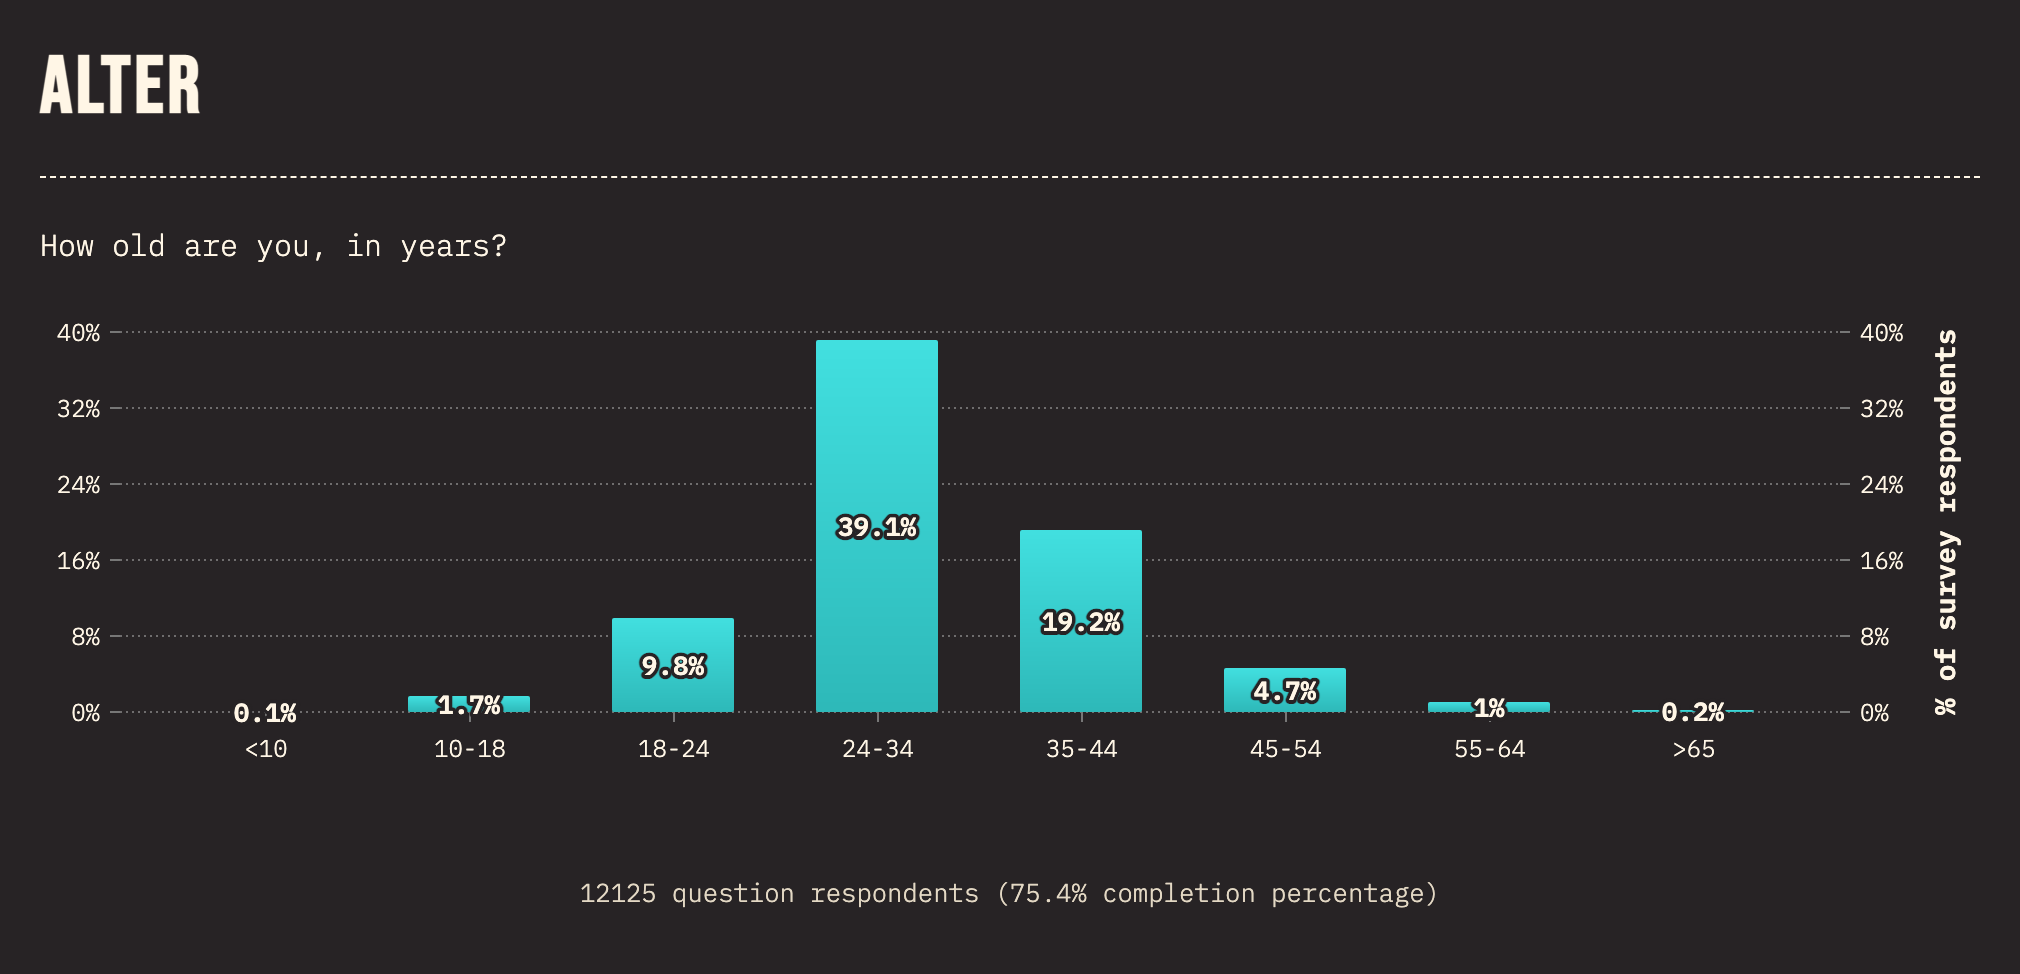 ALTER
How old are you, in years?
40% 40%
32% 32%
24% 24%
16% 16%
8% 8%
0% 0%
% of survey respondents
0.1% 1.7% 9.8% 39.1% 19.2% 4.7% 1% 0.2%
<10 10-18 18-24 24-34 35-44 45-54 55-64 >65
12125 question respondents (75.4% completion percentage)